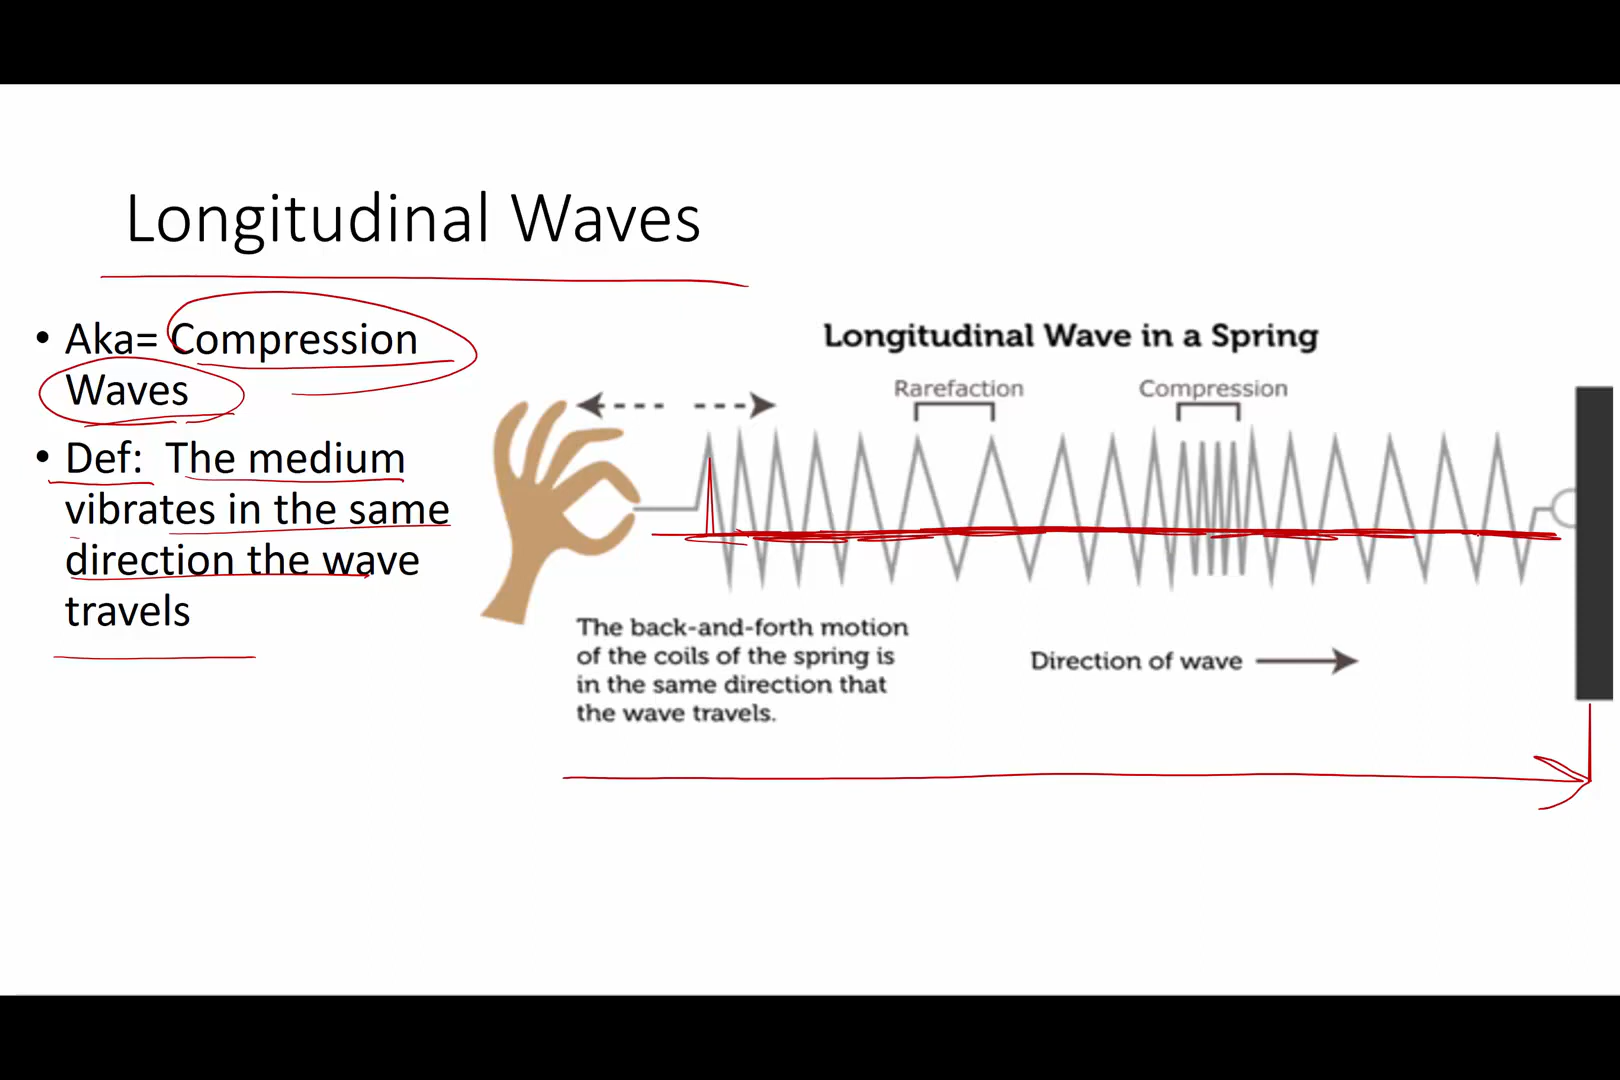 Longitudinal Waves
• Aka= Compression
Waves
• Def: The medium
vibrates in the same
direction the wave
travels
Longitudinal Wave in a Spring
Rarefaction
Compression
The back-and-forth motion
of the coils of the spring is
in the same direction that
the wave travels.
Direction of wave